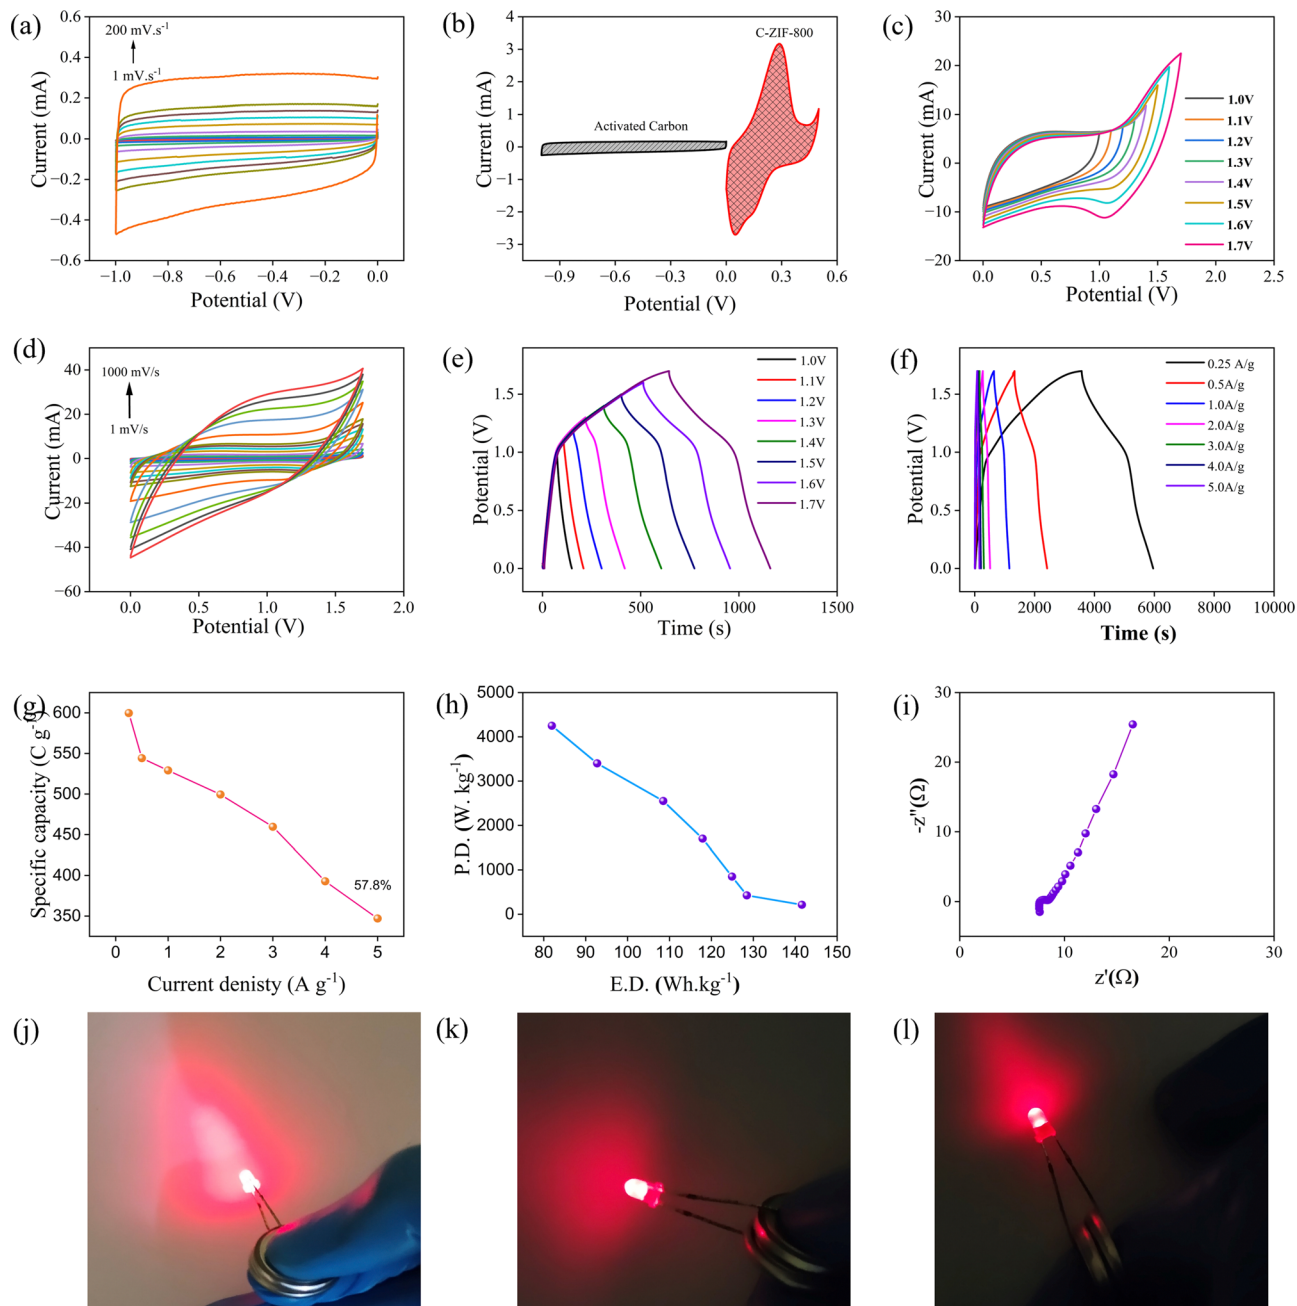 (a)
200 mV.s⁻¹
1 mV.s⁻¹
Current (mA)
0.6
0.4
0.2
0.0
−0.2
−0.4
−0.6
−1.0
−0.8
−0.6
−0.4
−0.2
0.0
Potential (V)
(b)
C-ZIF-800
Activated Carbon
Current (mA)
4
3
2
1
0
−1
−2
−3
−0.9
−0.6
−0.3
0.0
0.3
0.6
Potential (V)
(c)
Current (mA)
30
20
10
0
−10
−20
1.0V
1.1V
1.2V
1.3V
1.4V
1.5V
1.6V
1.7V
0.0
0.5
1.0
1.5
2.0
2.5
Potential (V)
(d)
1000 mV/s
1 mV/s
Current (mA)
40
20
0
−20
−40
−60
0.0
0.5
1.0
1.5
2.0
Potential (V)
(e)
Potential (V)
1.5
1.0
0.5
0.0
1.0V
1.1V
1.2V
1.3V
1.4V
1.5V
1.6V
1.7V
0
500
1000
1500
Time (s)
(f)
Potential (V)
1.5
1.0
0.5
0.0
0.25 A/g
0.5A/g
1.0A/g
2.0A/g
3.0A/g
4.0A/g
5.0A/g
0
2000
4000
6000
8000
10000
Time (s)
(g)
Specific capacity (C g⁻¹)
600
550
500
450
400
350
57.8%
0
1
2
3
4
5
Current denisty (A g⁻¹)
(h)
P.D. (W. kg⁻¹)
5000
4000
3000
2000
1000
0
80
90
100
110
120
130
140
150
E.D. (Wh.kg⁻¹)
(i)
-z"(Ω)
30
20
10
0
0
10
20
30
z'(Ω)
(j)
(k)
(l)